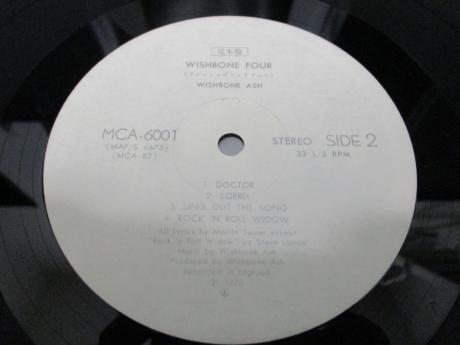 見本盤
WISHBONE FOUR
WISHBONE ASH
MCA-6001
(MAP/S 6673)
(MCA 87)
STEREO SIDE 2
33 1/3 RPM
1. DOCTOR
2. SORREL
3. SING OUT THE SONG
4. ROCK 'N ROLL WIDOW
All Lyrics by Martin Turner except
"Rock 'n Roll Widow" by Steve Upton
Music by Wishbone Ash
Produced by Wishbone Ash
Recorded in England